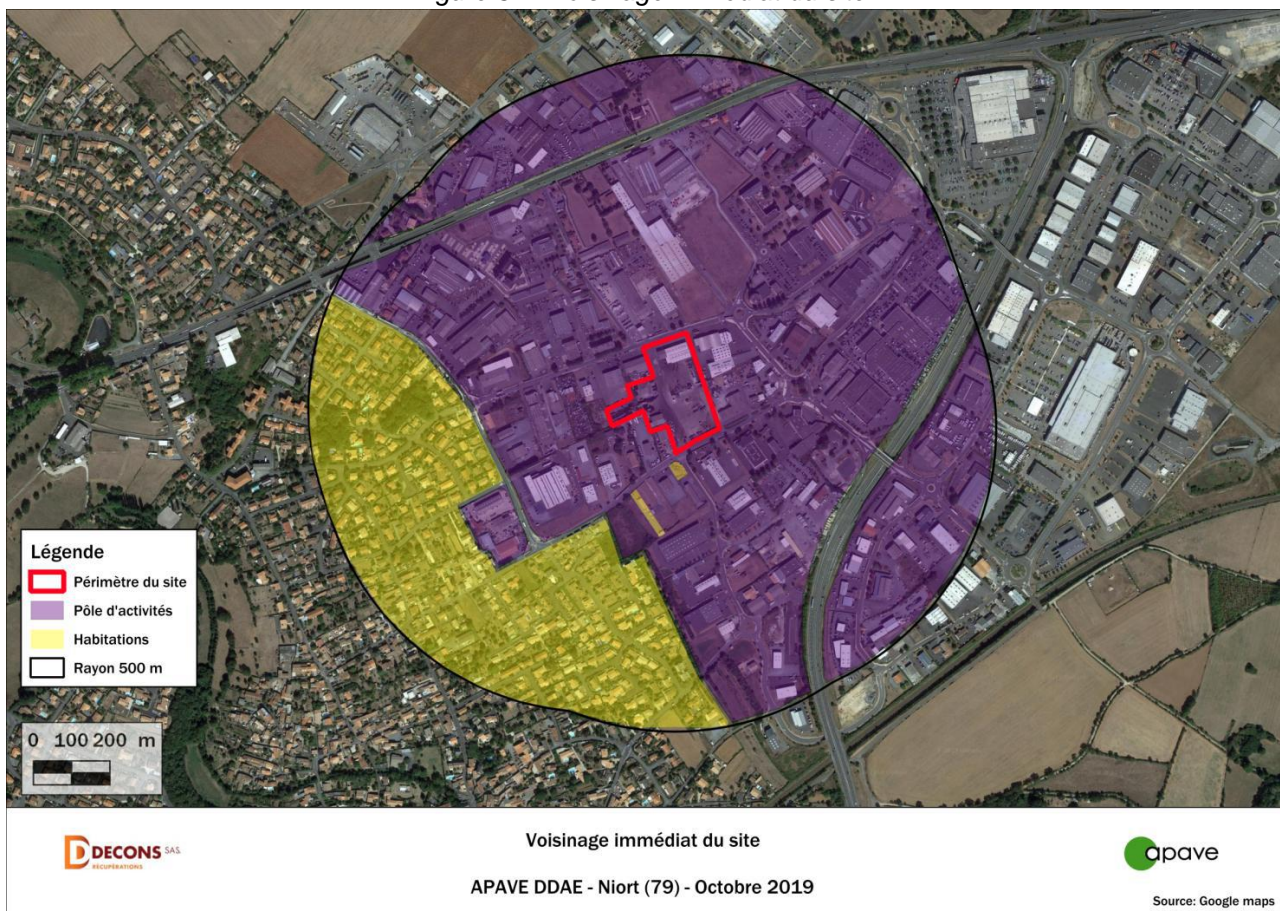 Légende
Périmètre du site
Pôle d'activités
Habitations
Rayon 500 m
0 100 200 m
DECONS SAS
RÉCUPÉRATIONS
Voisinage immédiat du site
APAVE DDAE - Niort (79) - Octobre 2019
apave
Source: Google maps